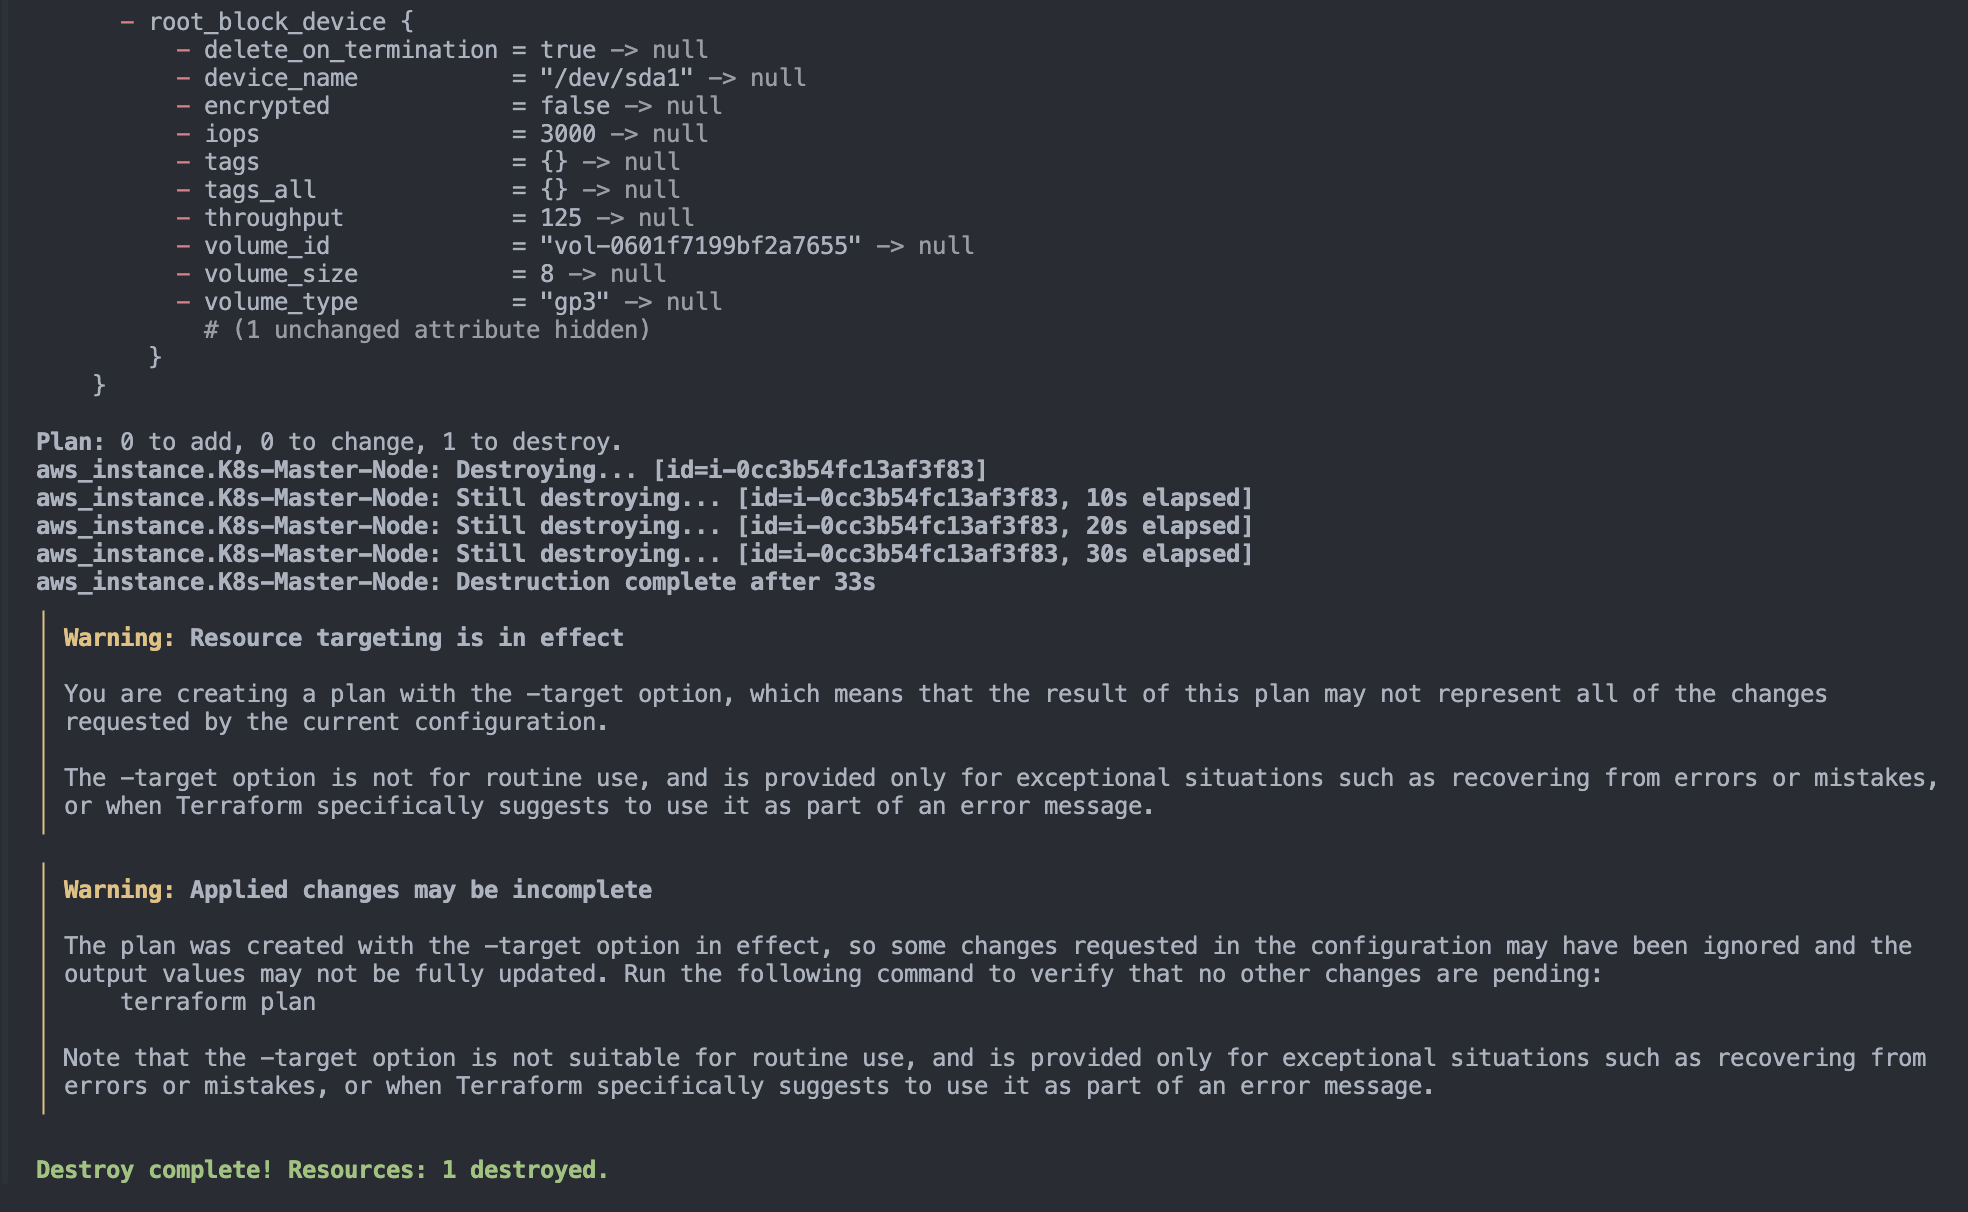 - root_block_device {
- delete_on_termination = true -> null
- device_name           = "/dev/sda1" -> null
- encrypted             = false -> null
- iops                  = 3000 -> null
- tags                  = {} -> null
- tags_all              = {} -> null
- throughput            = 125 -> null
- volume_id             = "vol-0601f7199bf2a7655" -> null
- volume_size           = 8 -> null
- volume_type           = "gp3" -> null
# (1 unchanged attribute hidden)
}
}
Plan: 0 to add, 0 to change, 1 to destroy.
aws_instance.K8s-Master-Node: Destroying... [id=i-0cc3b54fc13af3f83]
aws_instance.K8s-Master-Node: Still destroying... [id=i-0cc3b54fc13af3f83, 10s elapsed]
aws_instance.K8s-Master-Node: Still destroying... [id=i-0cc3b54fc13af3f83, 20s elapsed]
aws_instance.K8s-Master-Node: Still destroying... [id=i-0cc3b54fc13af3f83, 30s elapsed]
aws_instance.K8s-Master-Node: Destruction complete after 33s
Warning: Resource targeting is in effect
You are creating a plan with the -target option, which means that the result of this plan may not represent all of the changes
requested by the current configuration.
The -target option is not for routine use, and is provided only for exceptional situations such as recovering from errors or mistakes,
or when Terraform specifically suggests to use it as part of an error message.
Warning: Applied changes may be incomplete
The plan was created with the -target option in effect, so some changes requested in the configuration may have been ignored and the
output values may not be fully updated. Run the following command to verify that no other changes are pending:
terraform plan
Note that the -target option is not suitable for routine use, and is provided only for exceptional situations such as recovering from
errors or mistakes, or when Terraform specifically suggests to use it as part of an error message.
Destroy complete! Resources: 1 destroyed.